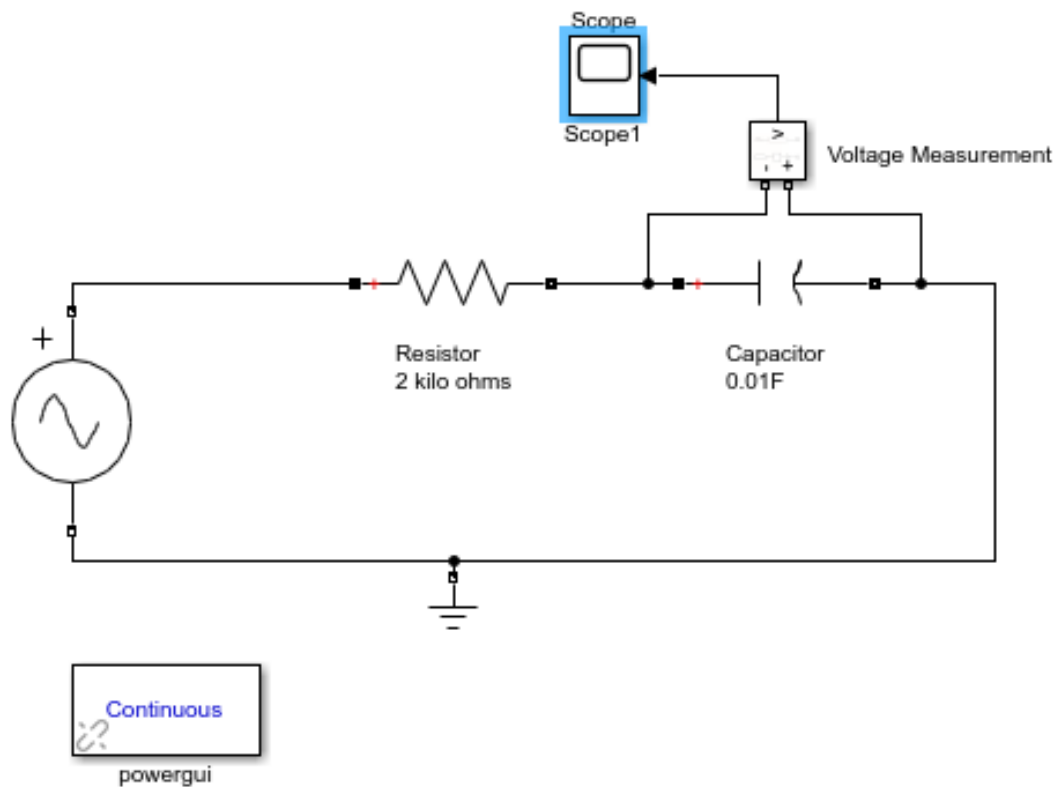 Scope
Scope1
- +
Voltage Measurement
+
Resistor
2 kilo ohms
Capacitor
0.01F
Continuous
powergui